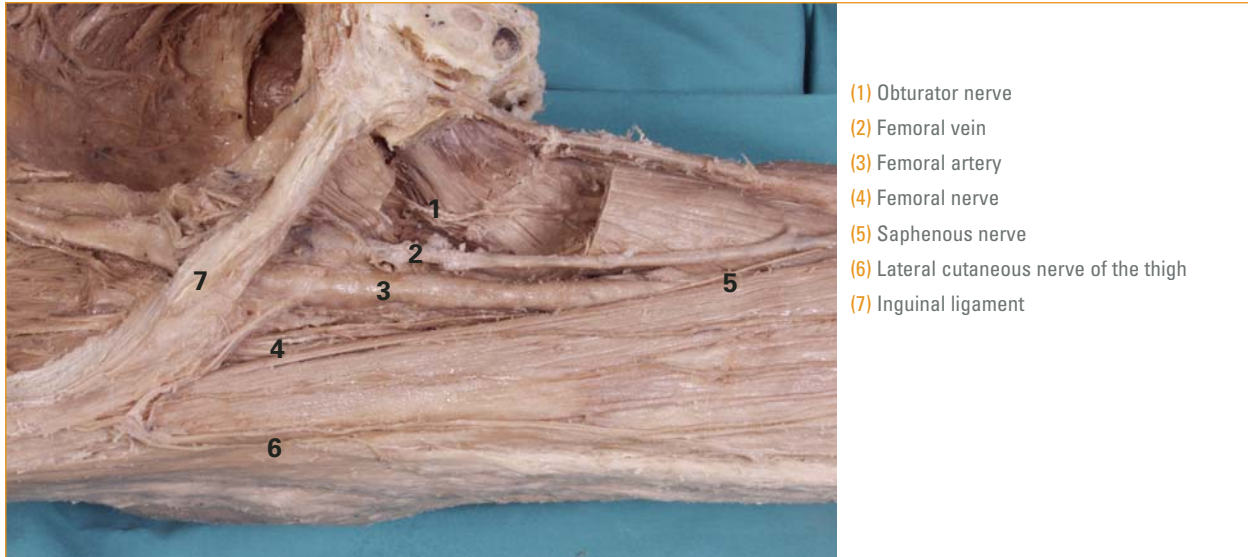 1
2
3
4
5
6
7
(1) Obturator nerve
(2) Femoral vein
(3) Femoral artery
(4) Femoral nerve
(5) Saphenous nerve
(6) Lateral cutaneous nerve of the thigh
(7) Inguinal ligament